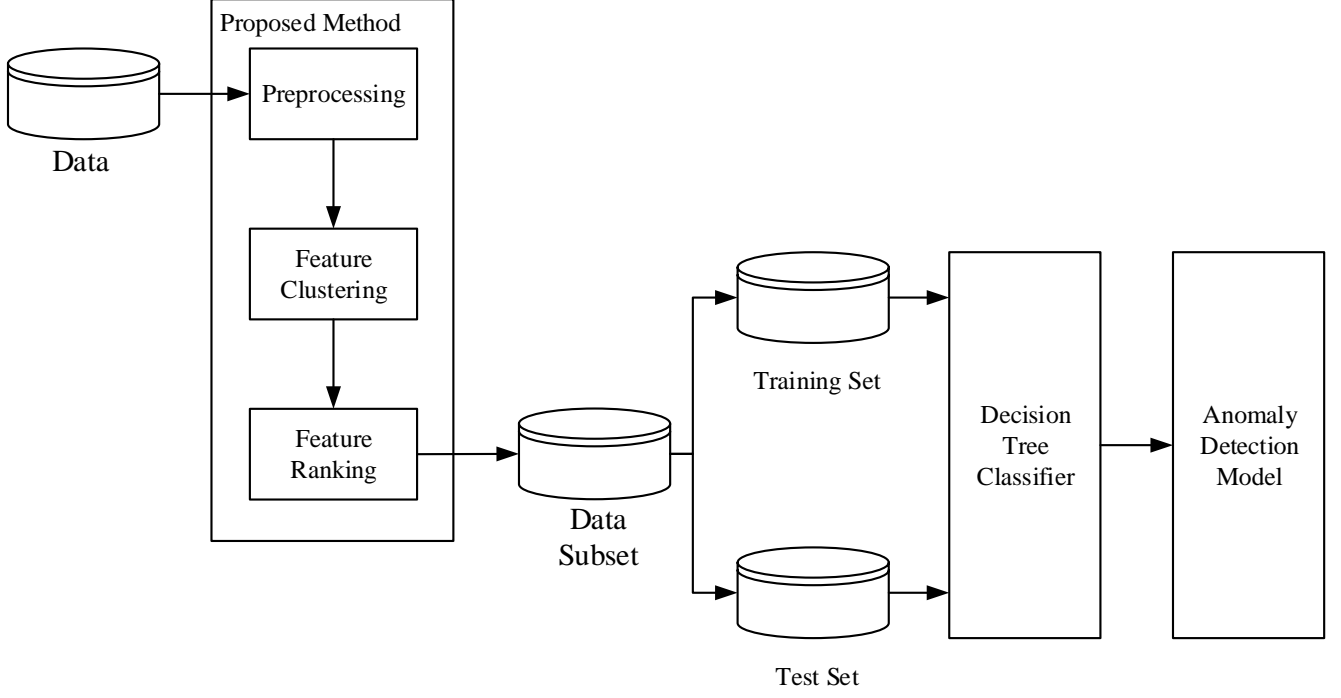 Proposed Method
Preprocessing
Data
Feature
Clustering
Feature
Ranking
Data
Subset
Training Set
Test Set
Decision
Tree
Classifier
Anomaly
Detection
Model